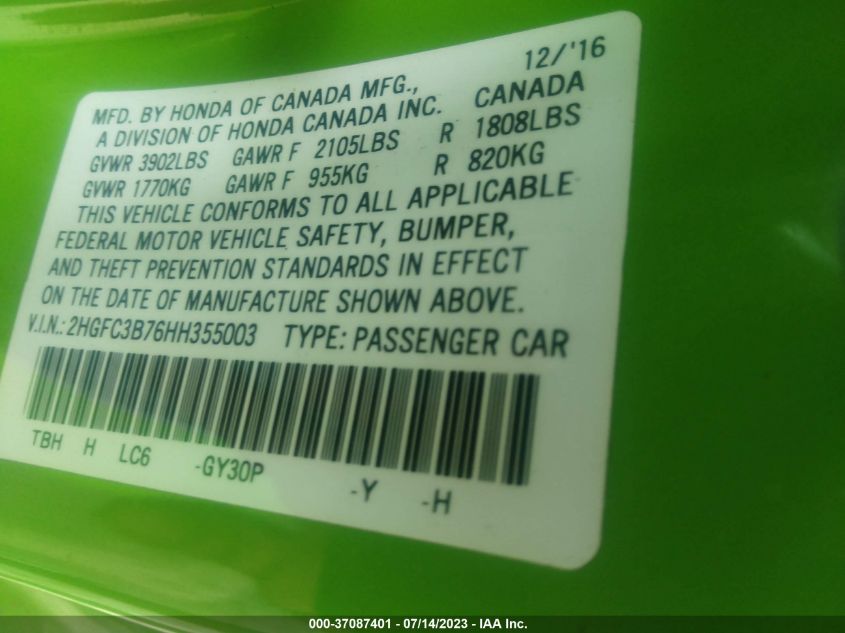 12/'16
MFD. BY HONDA OF CANADA MFG.,
A DIVISION OF HONDA CANADA INC. CANADA
GVWR 3902LBS GAWR F 2105LBS R 1808LBS
GVWR 1770KG GAWR F 955KG R 820KG
THIS VEHICLE CONFORMS TO ALL APPLICABLE
FEDERAL MOTOR VEHICLE SAFETY, BUMPER,
AND THEFT PREVENTION STANDARDS IN EFFECT
ON THE DATE OF MANUFACTURE SHOWN ABOVE.
V.I.N.: 2HGFC3B76HH355003 TYPE: PASSENGER CAR
TBH H LC6 -GY30P -Y -H
000-37087401 - 07/14/2023 - IAA Inc.